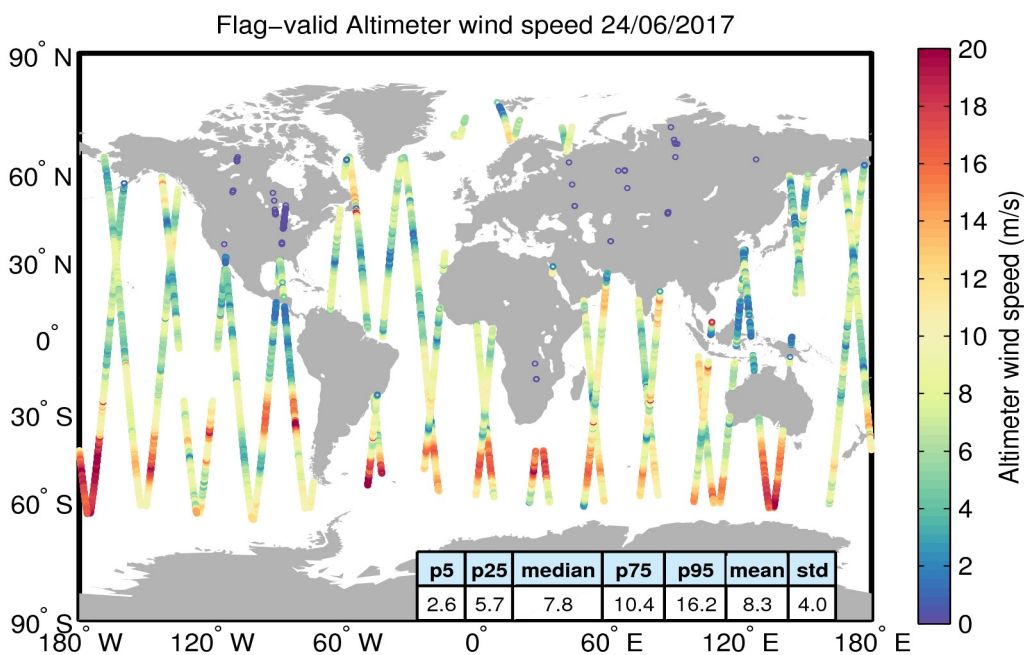 Flag−valid Altimeter wind speed 24/06/2017
90° N
60° N
30° N
0°
30° S
60° S
90° S
180° W
120° W
60° W
0°
60° E
120° E
180° E
p5 p25 median p75 p95 mean std
2.6 5.7 7.8 10.4 16.2 8.3 4.0
20
18
16
14
12
10
8
6
4
2
0
Altimeter wind speed (m/s)